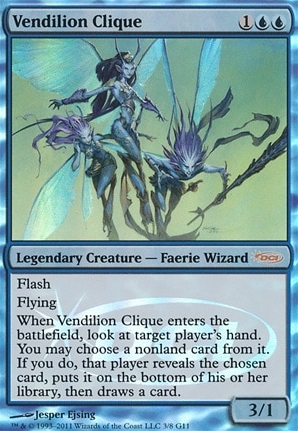 Vendilion Clique 1
Legendary Creature — Faerie Wizard DCI
Flash
Flying
When Vendilion Clique enters the
battlefield, look at target player's hand.
You may choose a nonland card from it.
If you do, that player reveals the chosen
card, puts it on the bottom of his or her
library, then draws a card.
Jesper Ejsing
™ & © 1993-2011 Wizards of the Coast LLC 3/8 G11
3/1